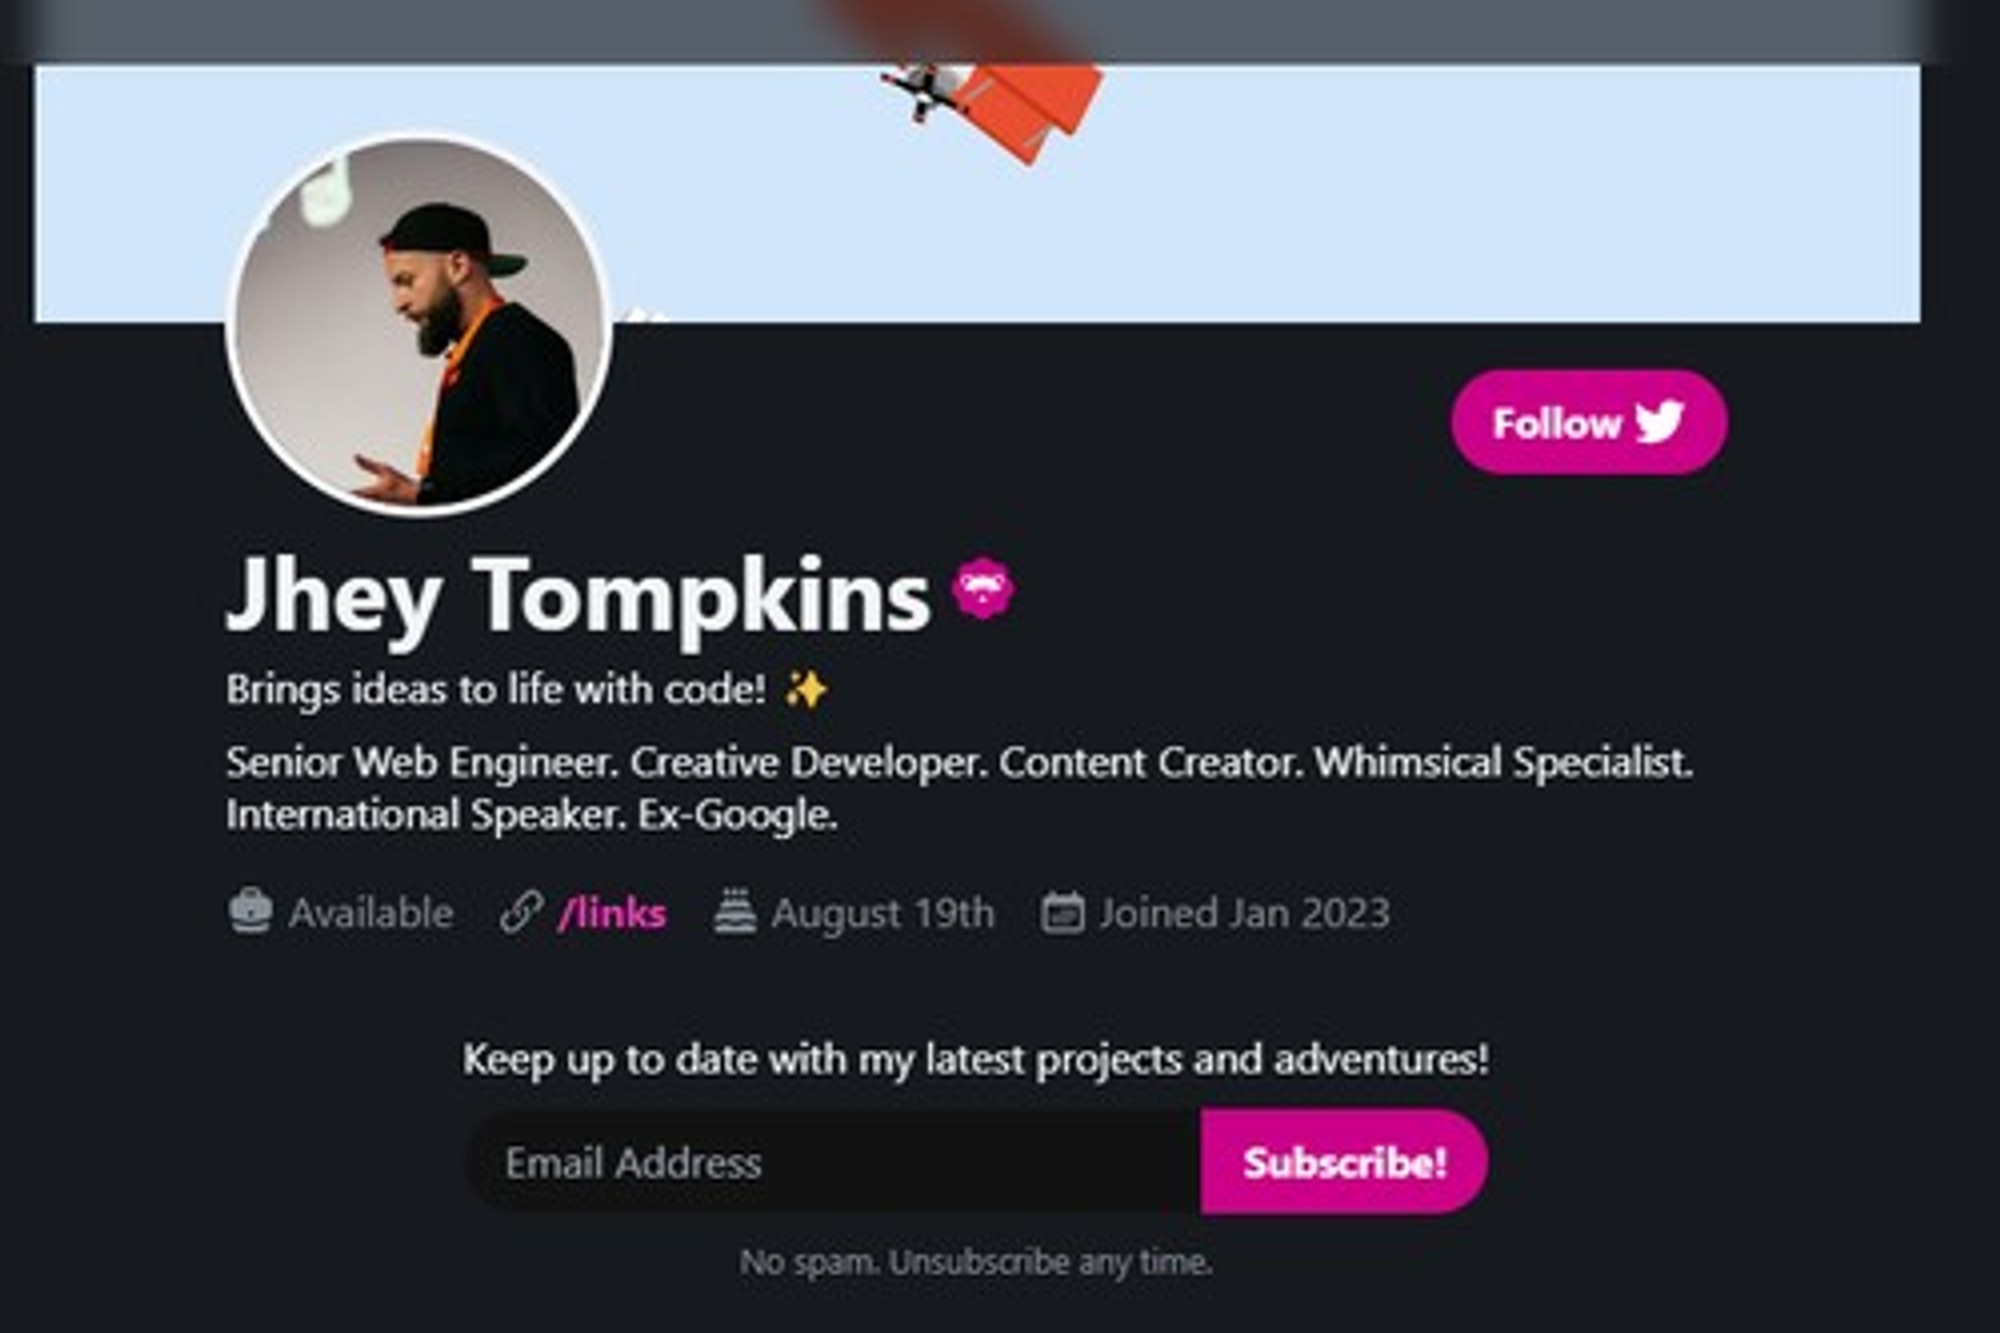 Follow
Jhey Tompkins
Brings ideas to life with code! ✨
Senior Web Engineer. Creative Developer. Content Creator. Whimsical Specialist.
International Speaker. Ex-Google.
Available /links August 19th Joined Jan 2023
Keep up to date with my latest projects and adventures!
Email Address Subscribe!
No spam. Unsubscribe any time.